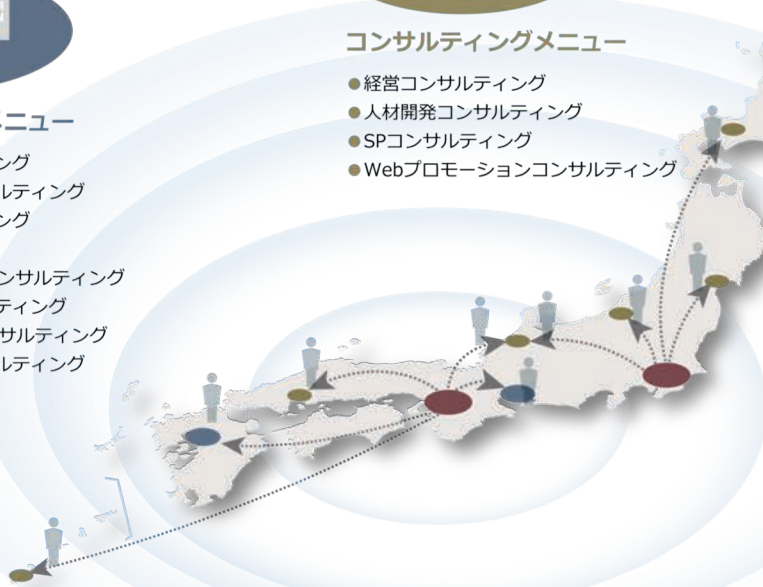 コンサルティングメニュー
経営コンサルティング
人材開発コンサルティング
SPコンサルティング
Webプロモーションコンサルティング
メニュー
ング
ルティング
ング
ンサルティング
ティング
サルティング
ルティング